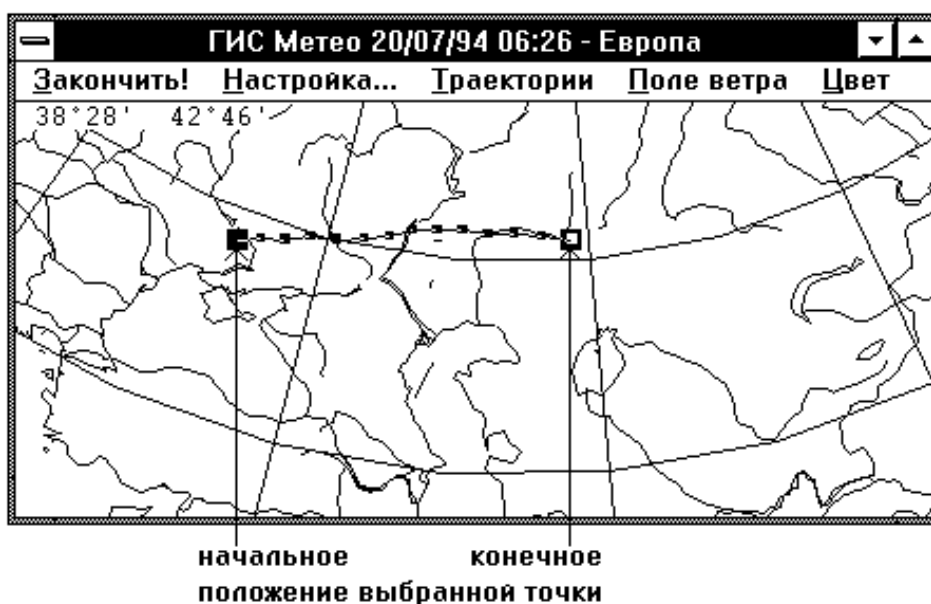 ГИС Метео 20/07/94 06:26 - Европа
Закончить! Настройка... Траектории Поле ветра Цвет
38°28' 42°46'
начальное конечное
положение выбранной точки